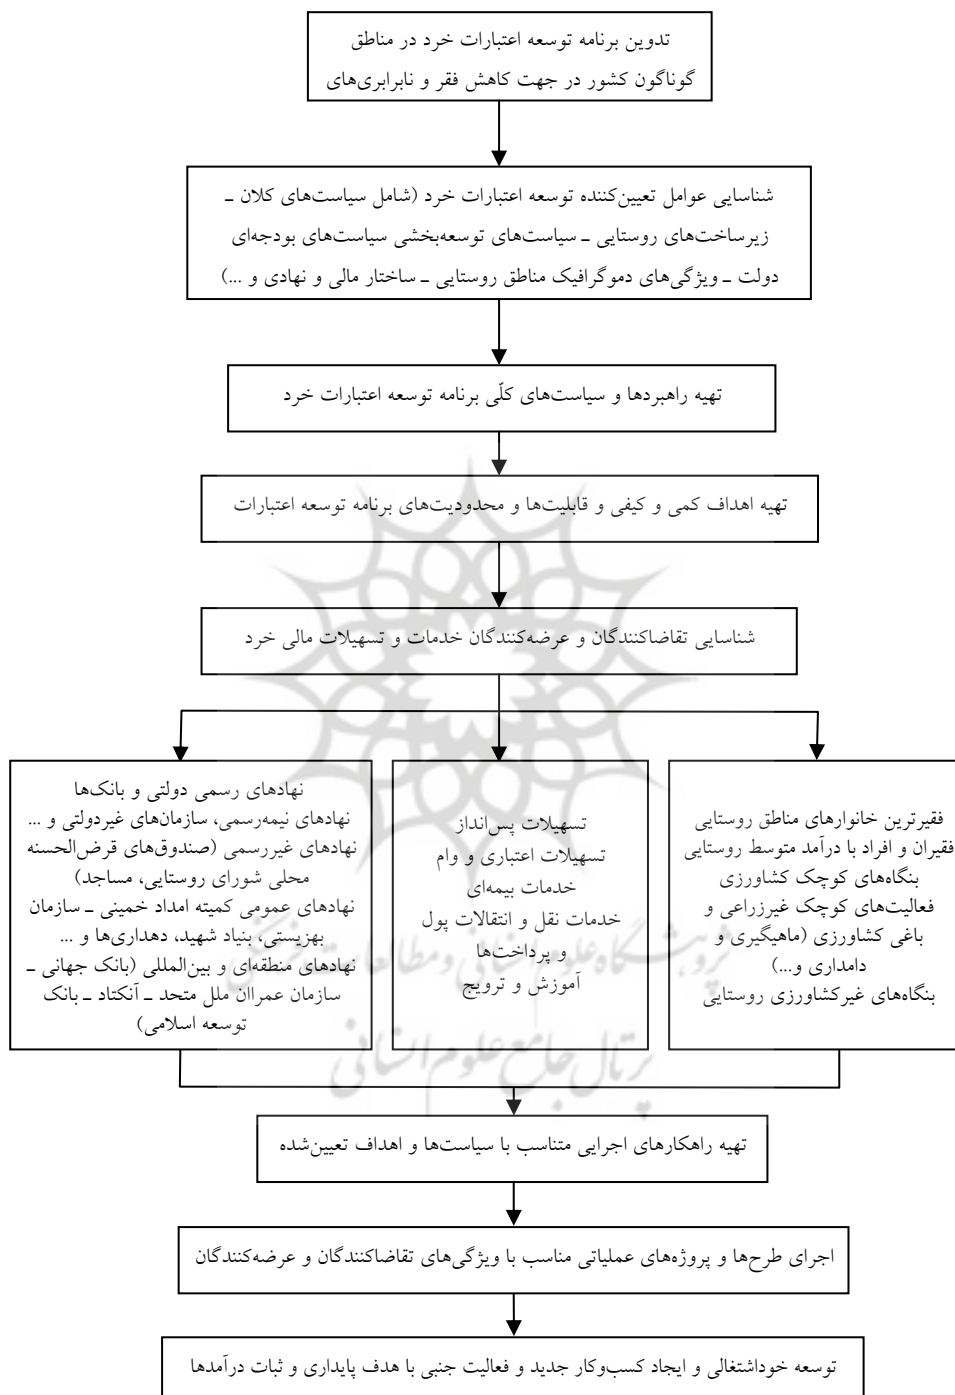 تدوین برنامه توسعه اعتبارات خرد در مناطق
گوناگون کشور در جهت کاهش فقر و نابرابری‌های
شناسایی عوامل تعیین‌کننده توسعه اعتبارات خرد (شامل سیاست‌های کلان ـ
زیرساخت‌های روستایی ـ سیاست‌های توسعه‌بخشی سیاست‌های بودجه‌ای
دولت ـ ویژگی‌های دموگرافیک مناطق روستایی ـ ساختار مالی و نهادی و ...)
تهیه راهبردها و سیاست‌های کلّی برنامه توسعه اعتبارات خرد
تهیه اهداف کمی و کیفی و قابلیت‌ها و محدودیت‌های برنامه توسعه اعتبارات
شناسایی تقاضاکنندگان و عرضه‌کنندگان خدمات و تسهیلات مالی خرد
فقیرترین خانوارهای مناطق روستایی
فقیران و افراد با درآمد متوسط روستایی
بنگاه‌های کوچک کشاورزی
فعالیت‌های کوچک غیرزراعی و
باغی کشاورزی (ماهیگیری و
دامداری و...)
بنگاه‌های غیرکشاورزی روستایی
تسهیلات پس‌انداز
تسهیلات اعتباری و وام
خدمات بیمه‌ای
خدمات نقل و انتقالات پول
و پرداخت‌ها
آموزش و ترویج
نهادهای رسمی دولتی و بانک‌ها
نهادهای نیمه‌رسمی، سازمان‌های غیردولتی و ...
نهادهای غیررسمی (صندوق‌های قرض‌الحسنه
محلی شورای روستایی، مساجد)
نهادهای عمومی کمیته امداد خمینی ـ سازمان
بهزیستی، بنیاد شهید، دهداری‌ها و ...
نهادهای منطقه‌ای و بین‌المللی (بانک جهانی ـ
سازمان عمراان ملل متحد ـ آنکتاد ـ بانک
توسعه اسلامی)
پژوهشگاه علوم انسانی و مطالعات فرهنگی
پرتال جامع علوم انسانی
تهیه راهکارهای اجرایی متناسب با سیاست‌ها و اهداف تعیین‌شده
اجرای طرح‌ها و پروژه‌های عملیاتی مناسب با ویژگی‌های تقاضاکنندگان و عرضه‌کنندگان
توسعه خوداشتغالی و ایجاد کسب‌وکار جدید و فعالیت جنبی با هدف پایداری و ثبات درآمدها